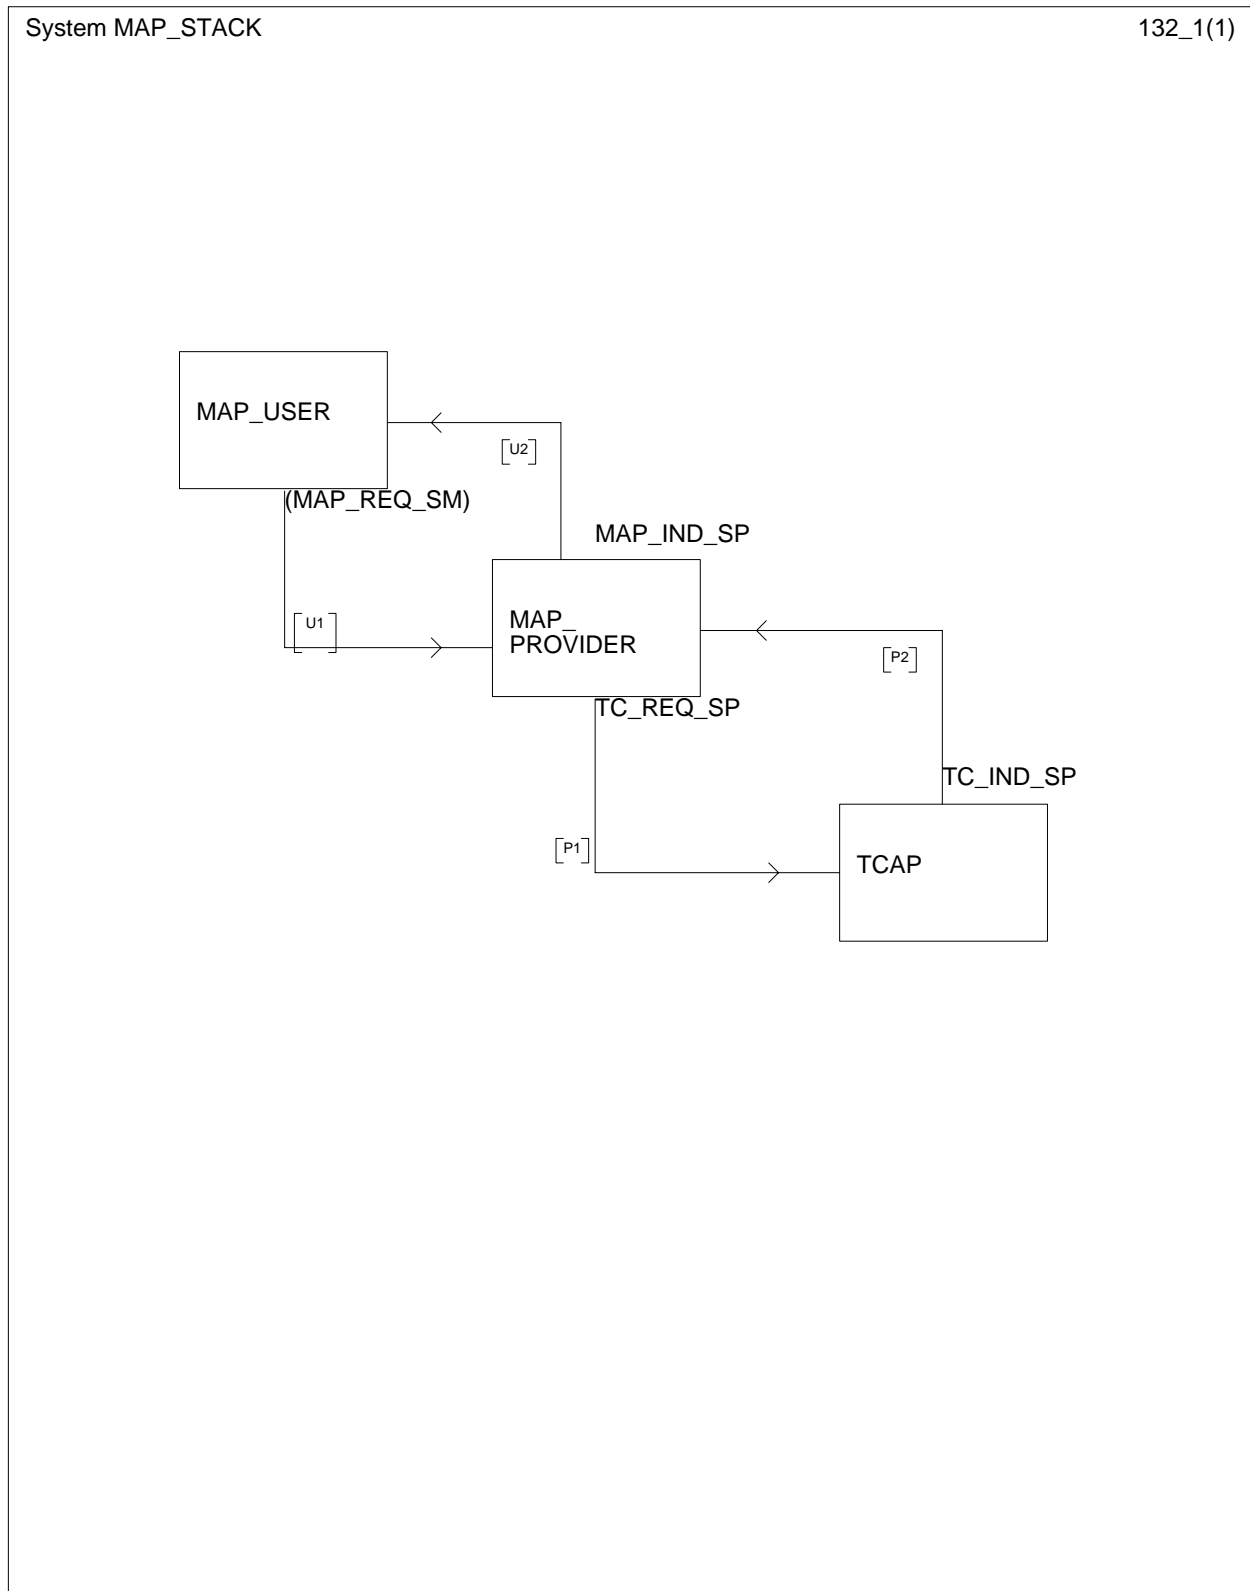 System MAP_STACK
132_1(1)
MAP_USER
U2
(MAP_REQ_SM)
MAP_IND_SP
U1
MAP_
PROVIDER
P2
TC_REQ_SP
TC_IND_SP
P1
TCAP